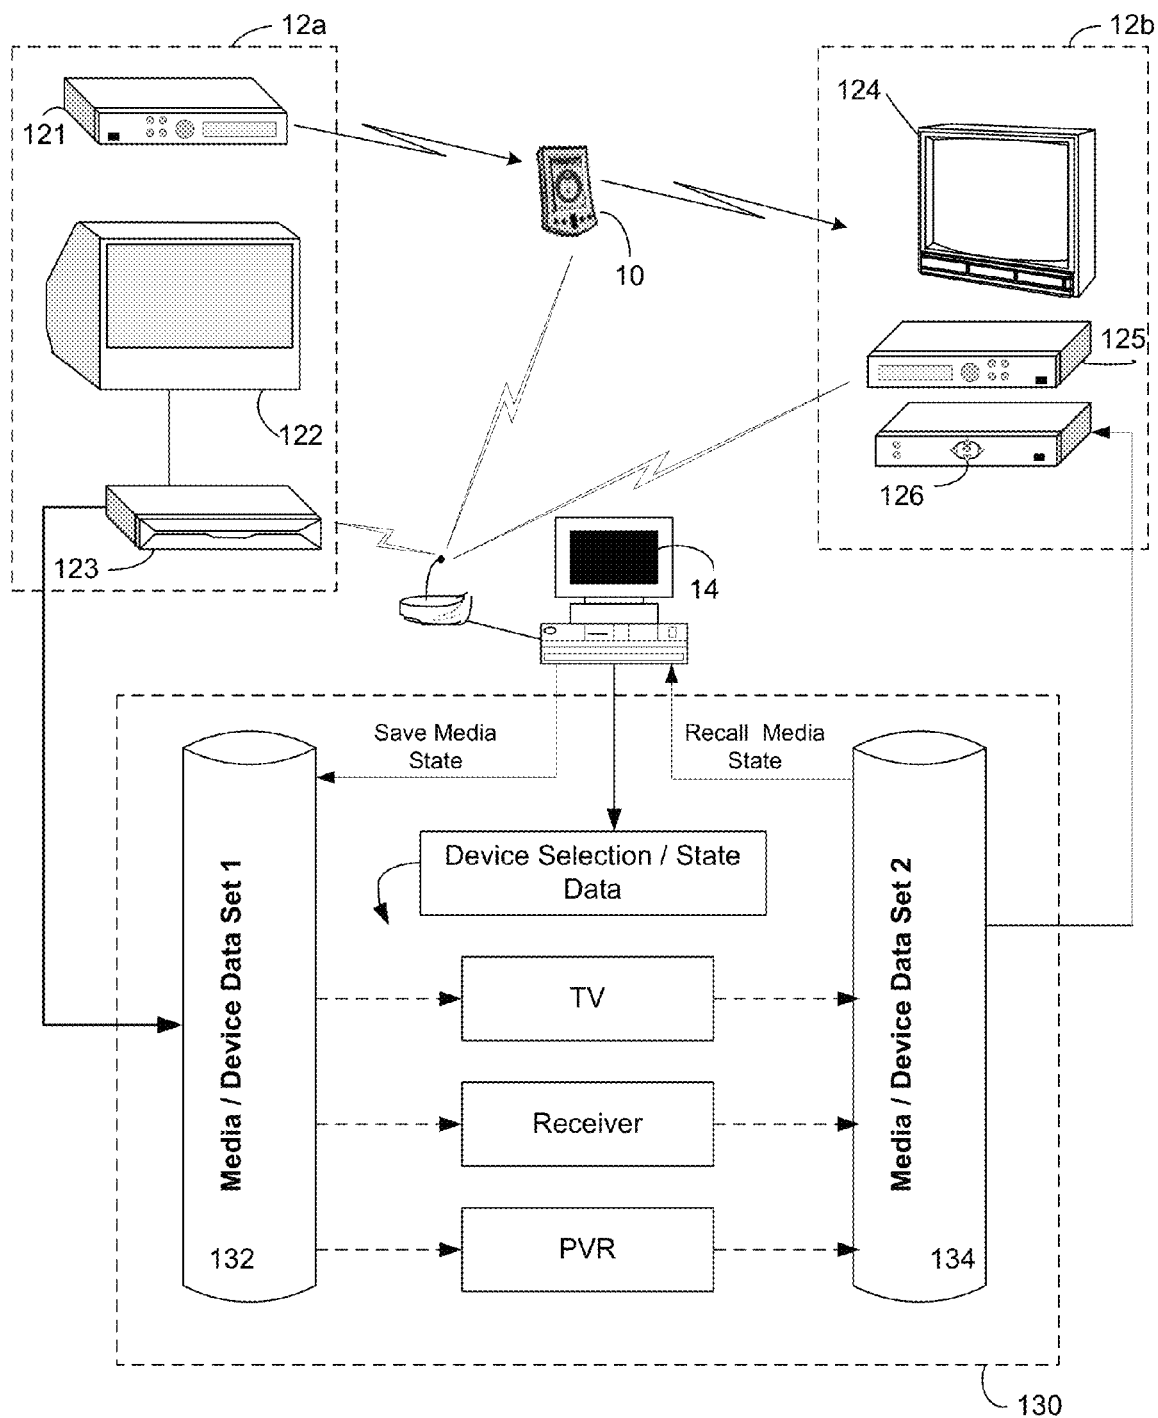 12a
12b
121
124
10
125
122
126
123
14
Save Media
State
Recall Media
State
Device Selection / State
Data
Media / Device Data Set 1
Media / Device Data Set 2
TV
Receiver
PVR
132
134
130